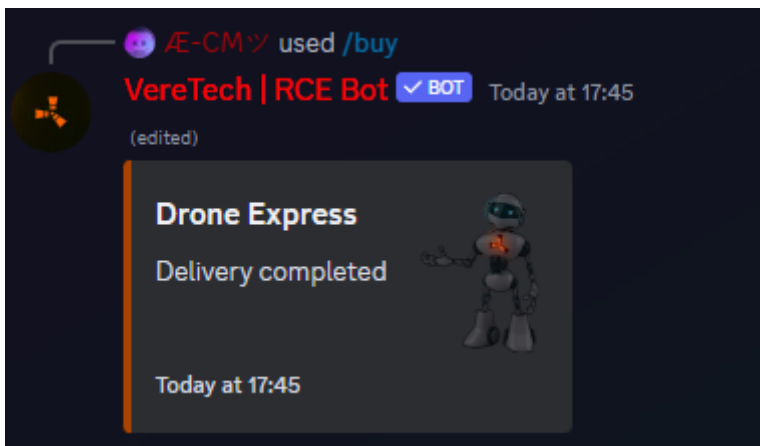 Æ-CMツ used /buy
VereTech | RCE Bot ✓ BOT Today at 17:45
(edited)
Drone Express
Delivery completed
Today at 17:45